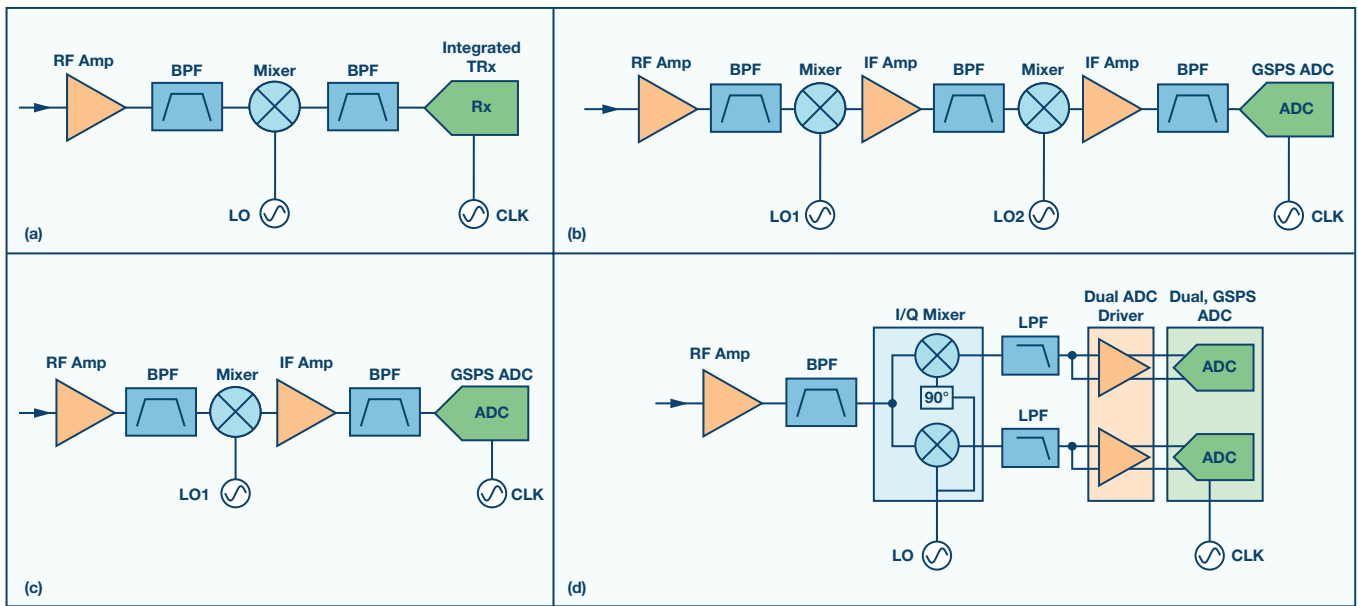 Integrated
TRx
RF Amp
BPF
Mixer
BPF
Rx
LO
CLK
(a)
RF Amp
BPF
Mixer
IF Amp
BPF
Mixer
IF Amp
BPF
GSPS ADC
ADC
LO1
LO2
CLK
(b)
RF Amp
BPF
Mixer
IF Amp
BPF
GSPS ADC
ADC
LO1
CLK
(c)
RF Amp
BPF
I/Q Mixer
90°
LPF
LPF
Dual ADC
Driver
Dual, GSPS
ADC
ADC
ADC
LO
CLK
(d)